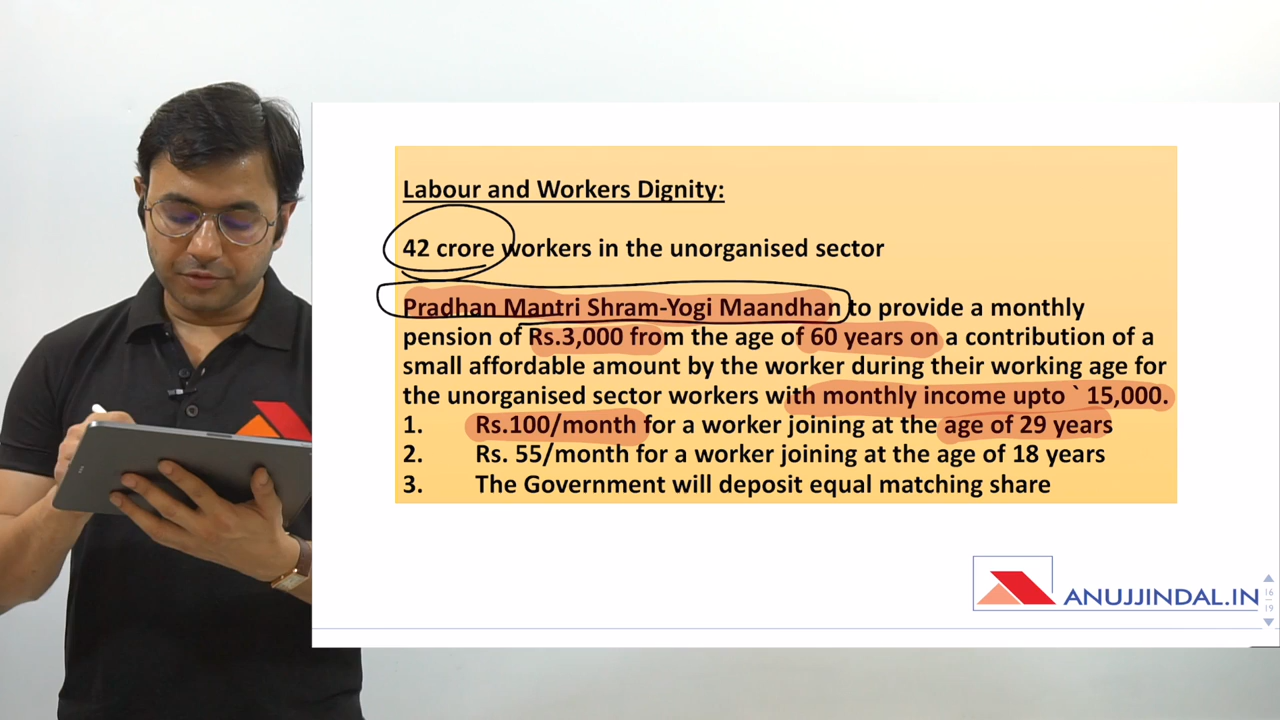 Labour and Workers Dignity:
42 crore workers in the unorganised sector
Pradhan Mantri Shram-Yogi Maandhan to provide a monthly
pension of Rs.3,000 from the age of 60 years on a contribution of a
small affordable amount by the worker during their working age for
the unorganised sector workers with monthly income upto ` 15,000.
1. Rs.100/month for a worker joining at the age of 29 years
2. Rs. 55/month for a worker joining at the age of 18 years
3. The Government will deposit equal matching share
ANUJJINDAL.IN
16
19